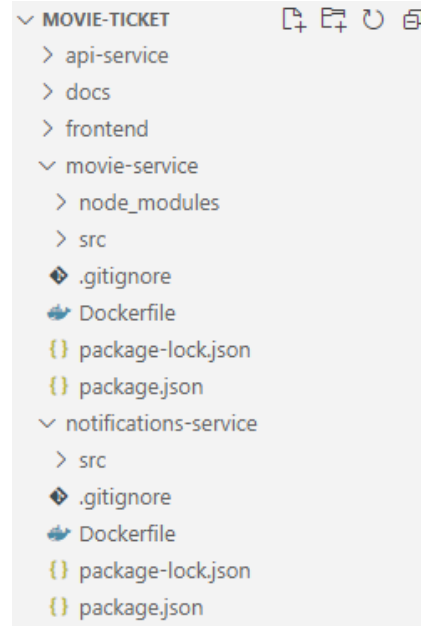 MOVIE-TICKET
api-service
docs
frontend
movie-service
node_modules
src
.gitignore
Dockerfile
{} package-lock.json
{} package.json
notifications-service
src
.gitignore
Dockerfile
{} package-lock.json
{} package.json